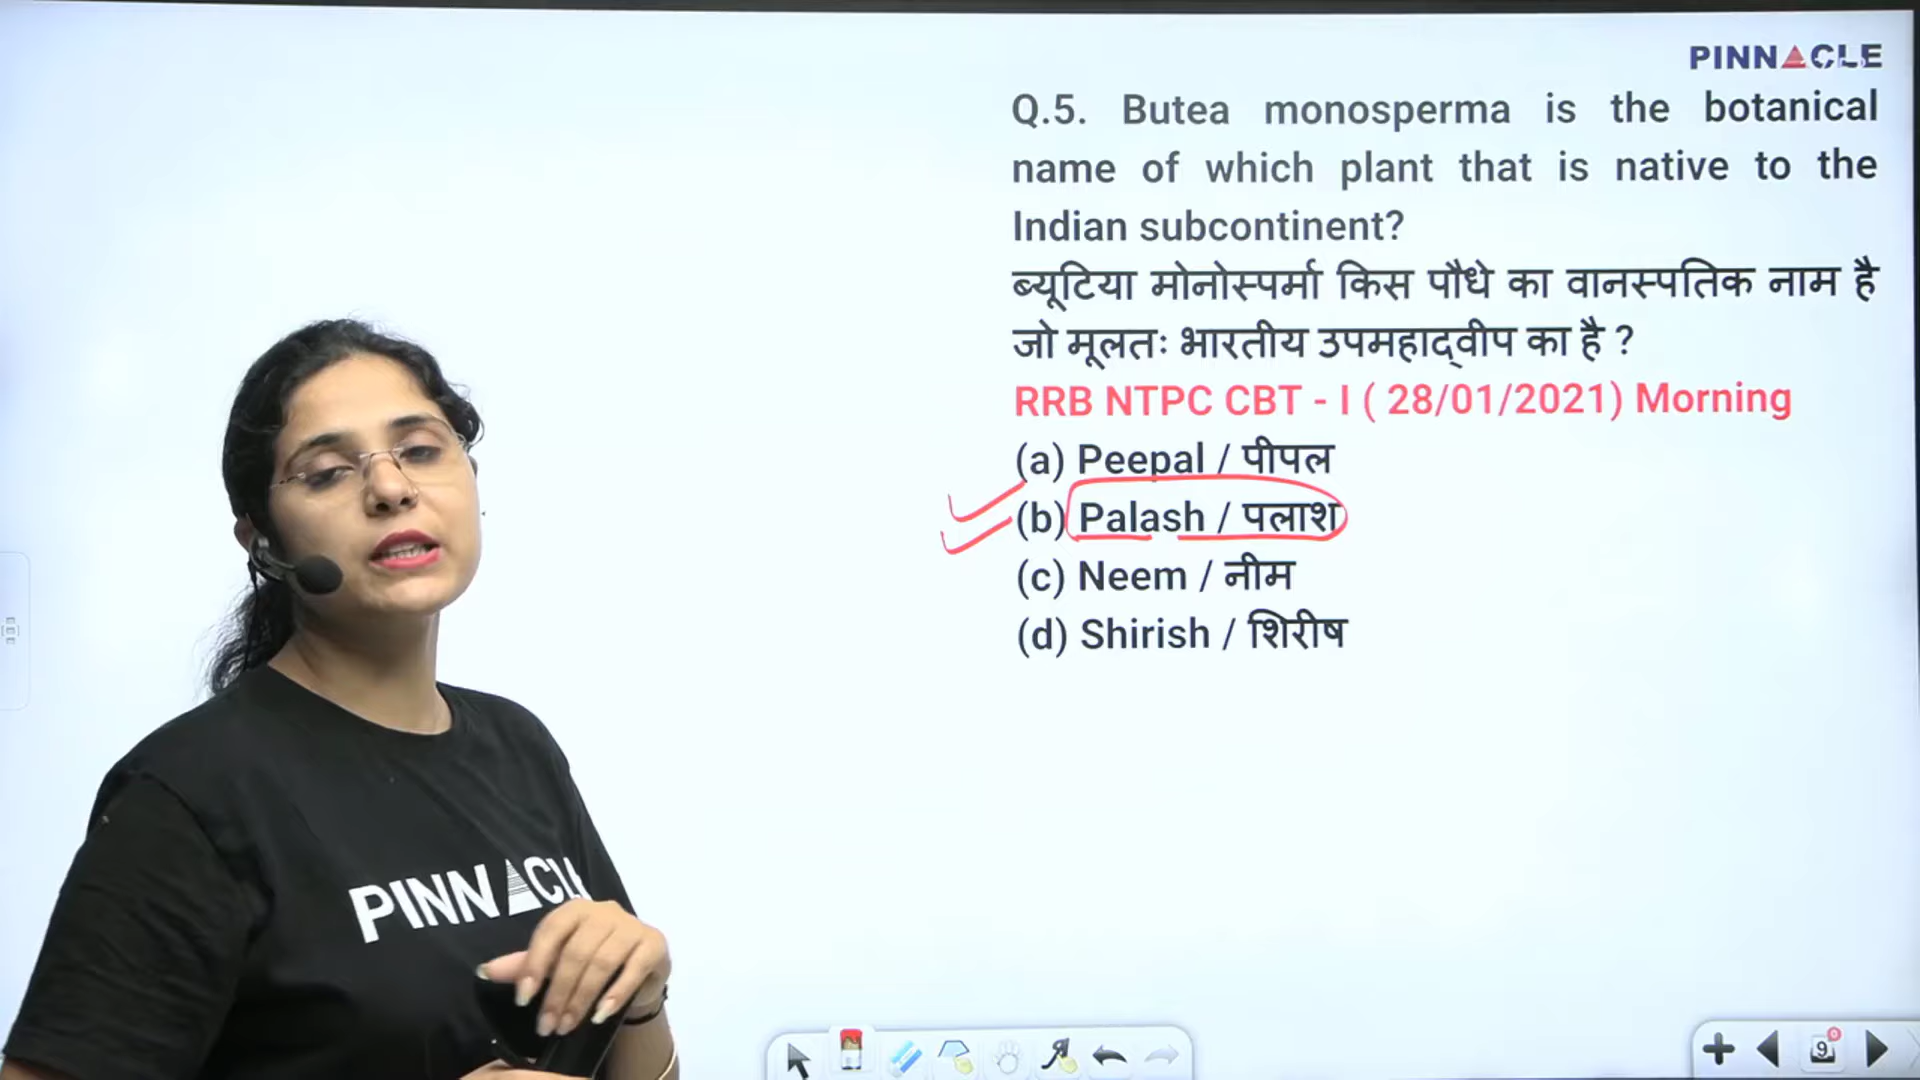 PINNACLE
Q.5. Butea monosperma is the botanical
name of which plant that is native to the
Indian subcontinent?
ब्यूटिया मोनोस्पर्मा किस पौधे का वानस्पतिक नाम है
जो मूलतः भारतीय उपमहाद्वीप का है ?
RRB NTPC CBT - I ( 28/01/2021) Morning
(a) Peepal / पीपल
(b) Palash / पलाश
(c) Neem / नीम
(d) Shirish / शिरीष
PINNACLE
9